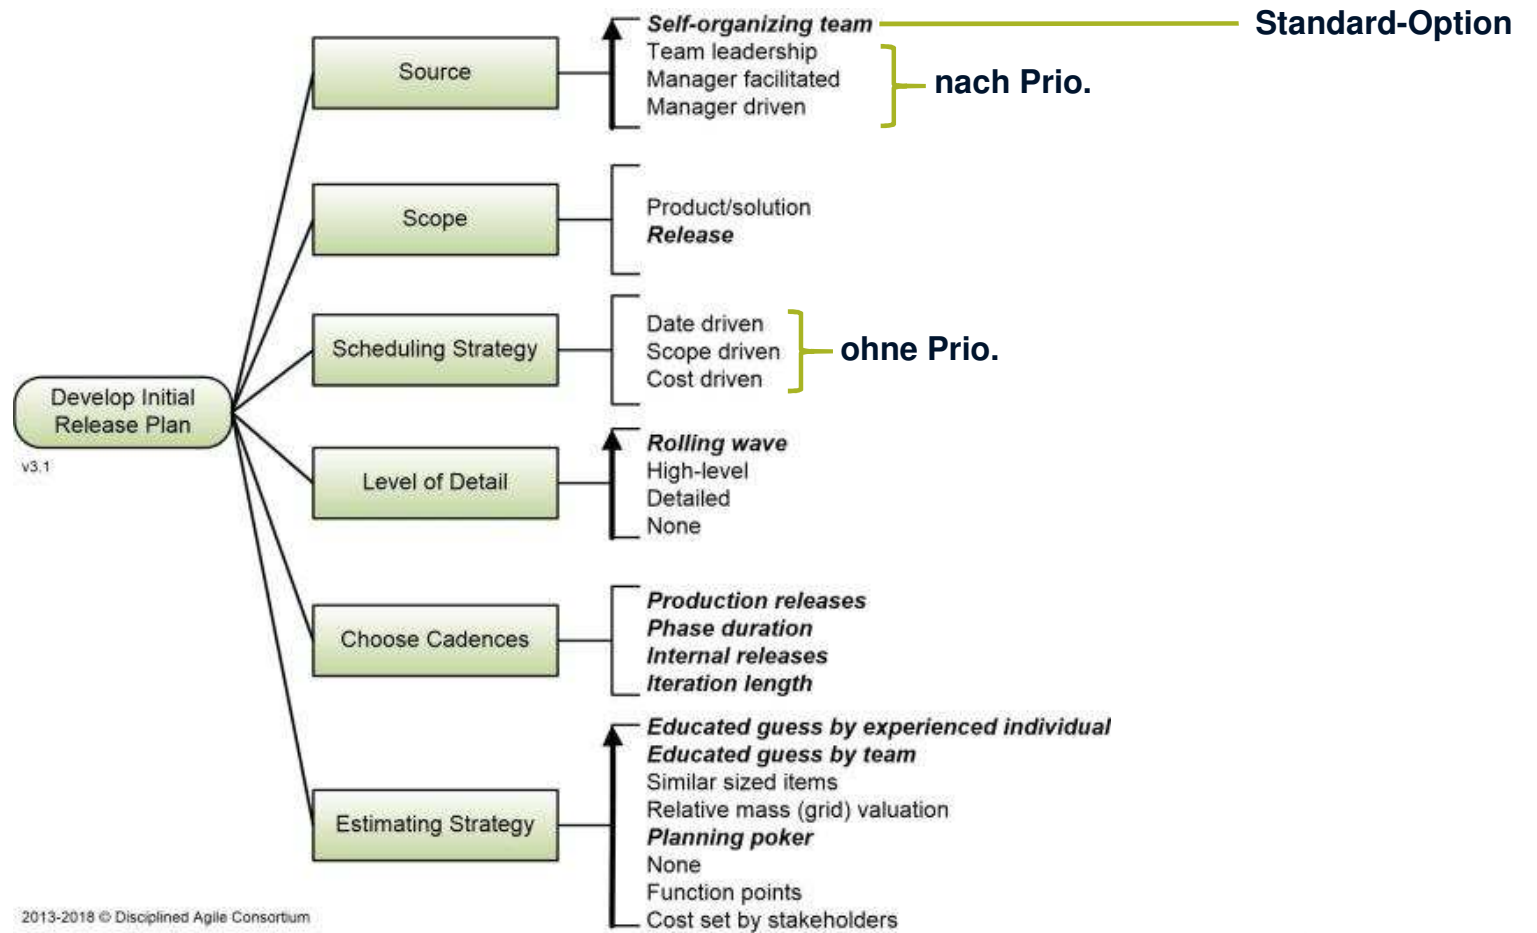 Self-organizing team
Standard-Option
Team leadership
Manager facilitated
Manager driven
nach Prio.
Source
Scope
Product/solution
Release
Scheduling Strategy
Date driven
Scope driven
Cost driven
ohne Prio.
Develop Initial
Release Plan
v3.1
Level of Detail
Rolling wave
High-level
Detailed
None
Choose Cadences
Production releases
Phase duration
Internal releases
Iteration length
Estimating Strategy
Educated guess by experienced individual
Educated guess by team
Similar sized items
Relative mass (grid) valuation
Planning poker
None
Function points
Cost set by stakeholders
2013-2018 © Disciplined Agile Consortium